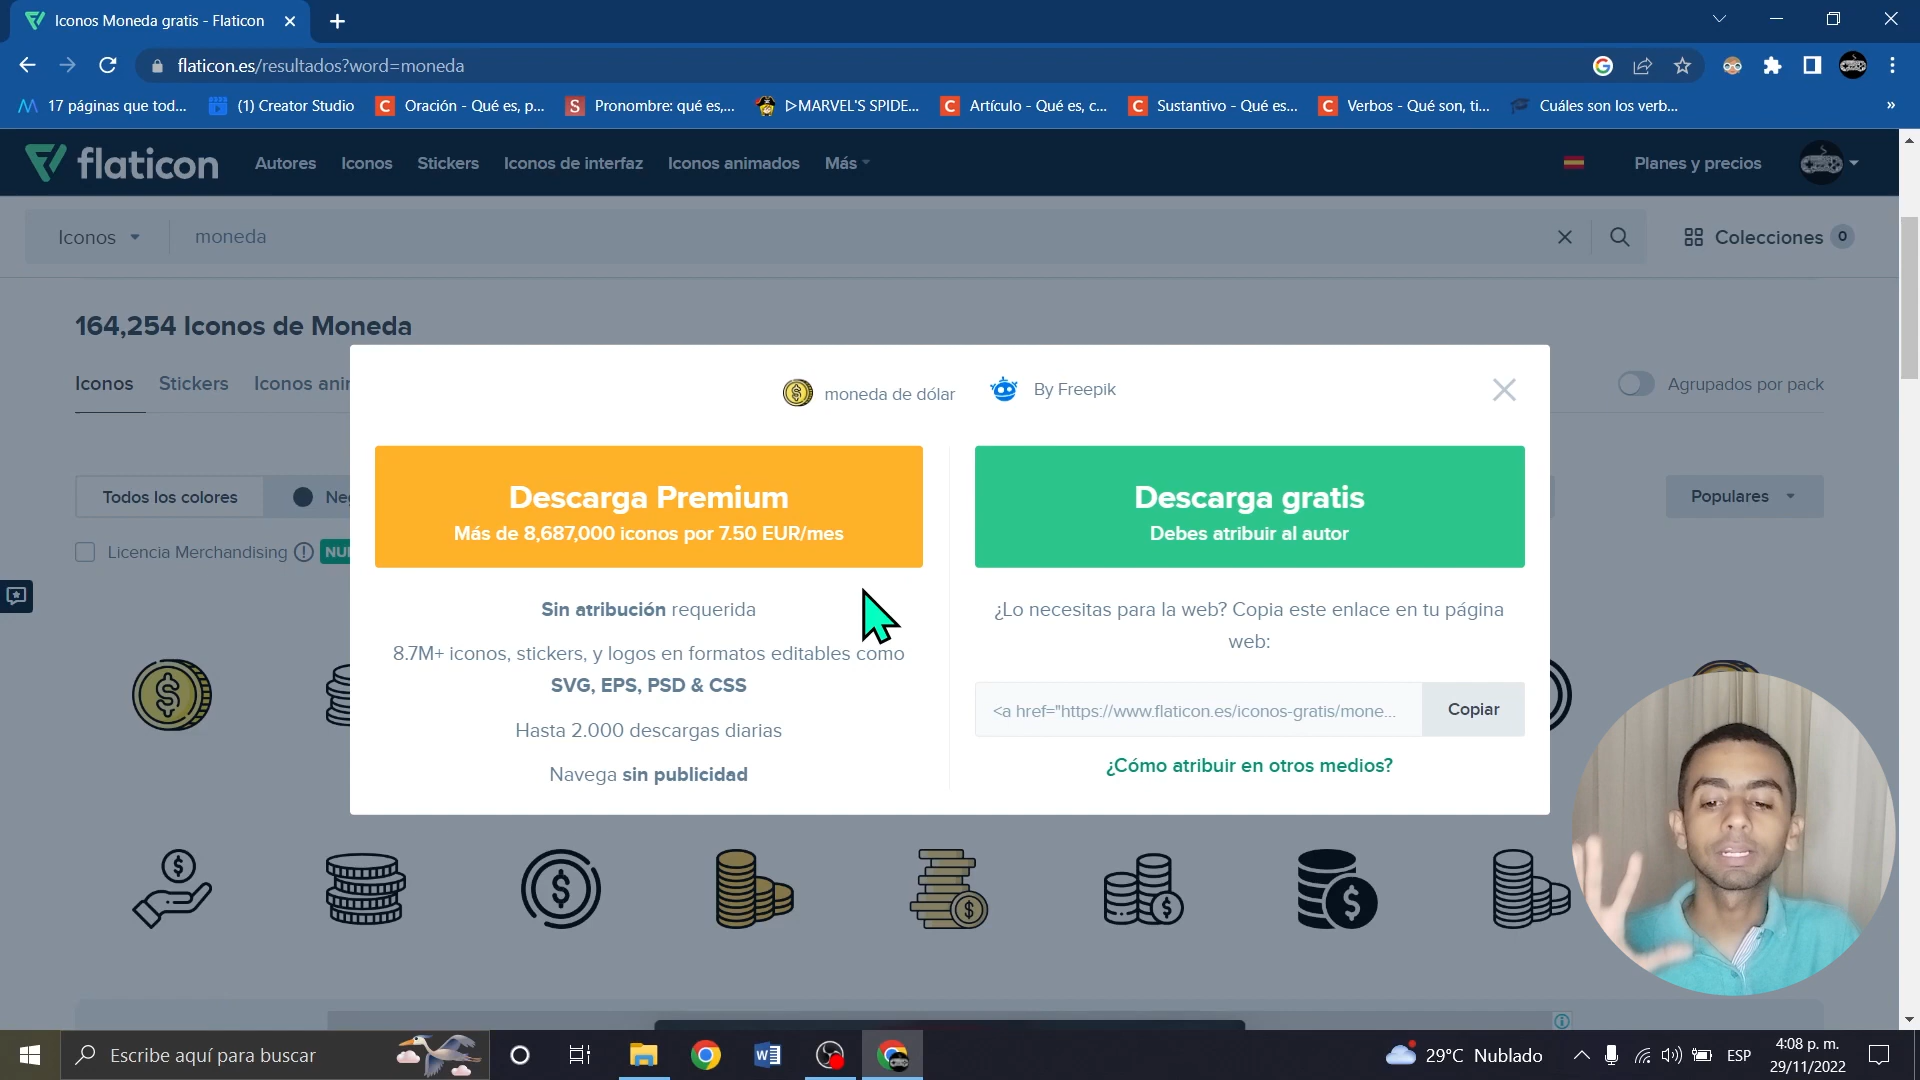 Iconos Moneda gratis - Flaticon
flaticon.es/resultados?word=moneda
17 páginas que tod...
(1) Creator Studio
Oración - Qué es, p...
Pronombre: qué es,...
▷MARVEL'S SPIDE...
Artículo - Qué es, c...
Sustantivo - Qué es...
Verbos - Qué son, ti...
Cuáles son los verb...
»
flaticon
Autores
Iconos
Stickers
Iconos de interfaz
Iconos animados
Más
Planes y precios
Iconos
moneda
Colecciones 0
164,254 Iconos de Moneda
Iconos
Stickers
Iconos ani
Agrupados por pack
Todos los colores
Neg
Populares
Licencia Merchandising
moneda de dólar
By Freepik
Descarga Premium
Más de 8,687,000 iconos por 7.50 EUR/mes
Sin atribución requerida
8.7M+ iconos, stickers, y logos en formatos editables como
SVG, EPS, PSD & CSS
Hasta 2.000 descargas diarias
Navega sin publicidad
Descarga gratis
Debes atribuir al autor
¿Lo necesitas para la web? Copia este enlace en tu página
web:
<a href="https://www.flaticon.es/iconos-gratis/mone...
Copiar
¿Cómo atribuir en otros medios?
Escribe aquí para buscar
29°C Nublado
ESP
4:08 p. m.
29/11/2022